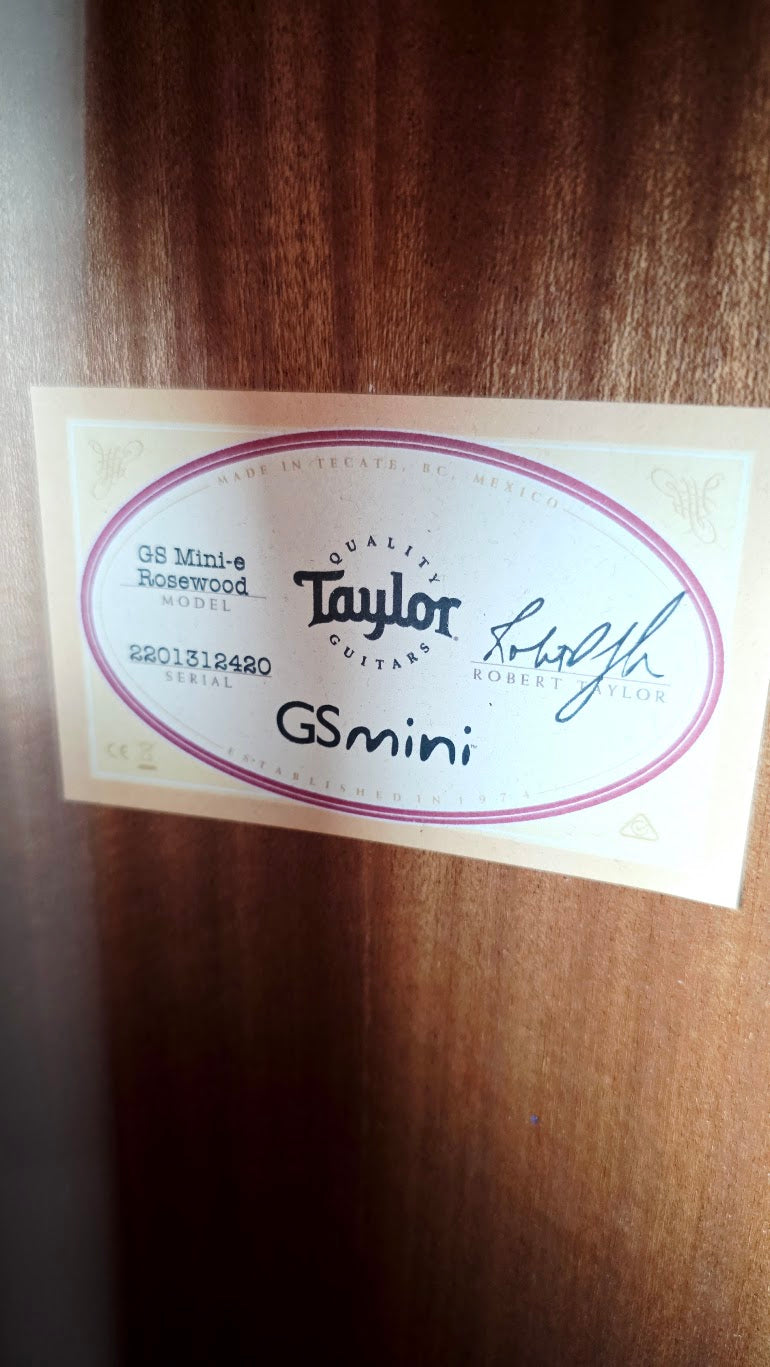 MADE IN TECATE, BC, MEXICO
GS Mini-e
Rosewood
MODEL
2201312420
SERIAL
QUALITY
Taylor
GUITARS
ROBERT TAYLOR
GSmini
CE
ESTABLISHED IN 1974